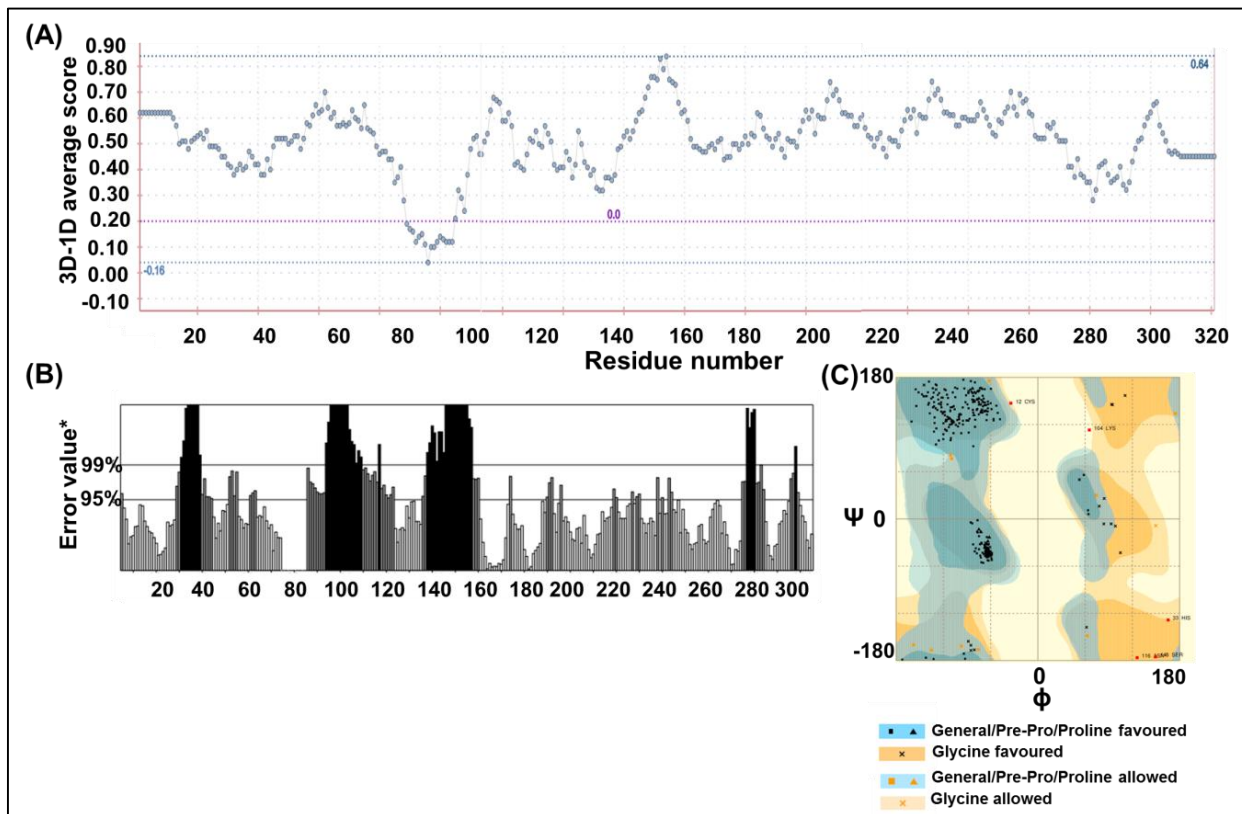 (A)
0.90
0.80
0.70
0.60
0.50
0.40
0.30
0.20
0.10
0.00
-0.10
3D-1D average score
0.64
0.0
-0.16
20 40 60 80 100 120 140 160 180 200 220 240 260 280 300 320
Residue number
(B)
Error value*
99%
95%
20 40 60 80 100 120 140 160 180 200 220 240 260 280 300
(C)
180
Ψ 0
-180
12 CYS
104 LYS
33 HIS
SER
0 180
ϕ
General/Pre-Pro/Proline favoured
Glycine favoured
General/Pre-Pro/Proline allowed
Glycine allowed